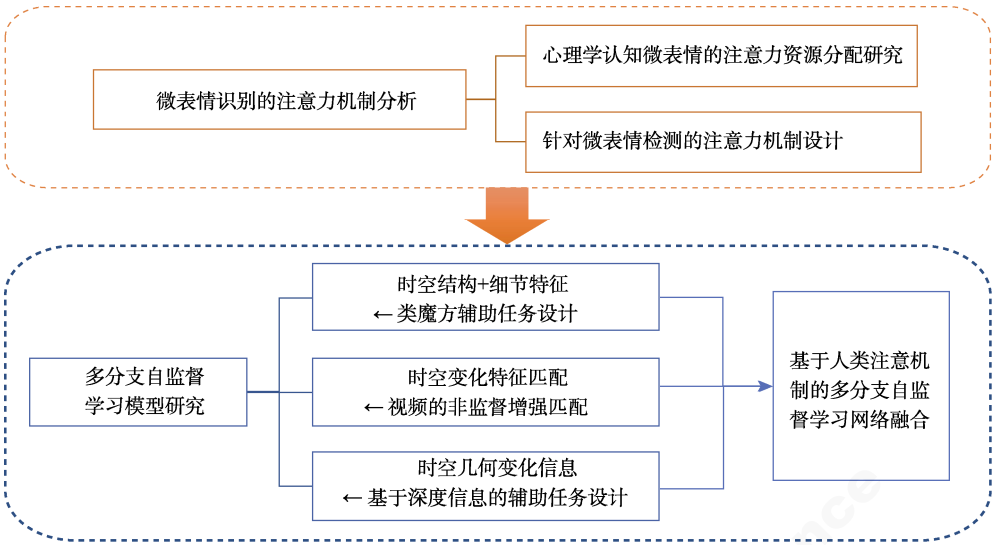 心理学认知微表情的注意力资源分配研究
微表情识别的注意力机制分析
针对微表情检测的注意力机制设计
时空结构+细节特征
←类魔方辅助任务设计
多分支自监督
学习模型研究
时空变化特征匹配
←视频的非监督增强匹配
时空几何变化信息
←基于深度信息的辅助任务设计
基于人类注意机
制的多分支自监
督学习网络融合